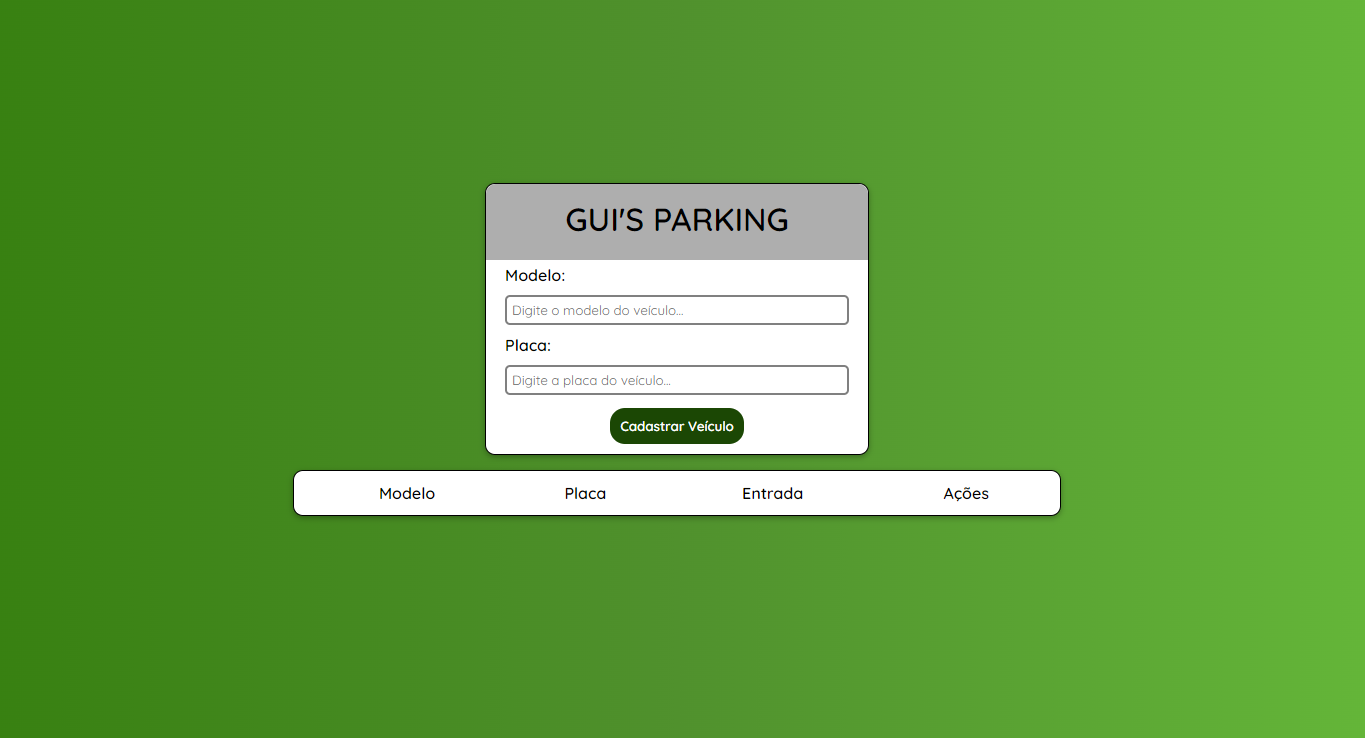 GUI'S PARKING
Modelo:
Digite o modelo do veículo...
Placa:
Digite a placa do veículo...
Cadastrar Veículo
Modelo Placa Entrada Ações